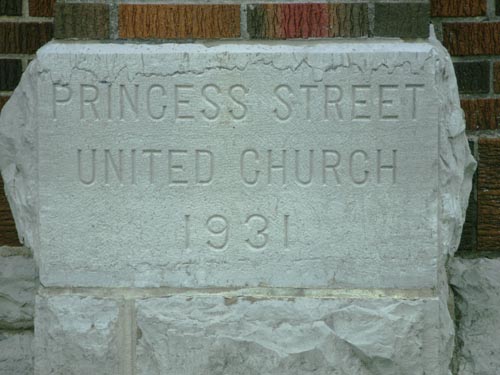 PRINCESS STREET
UNITED CHURCH
1931